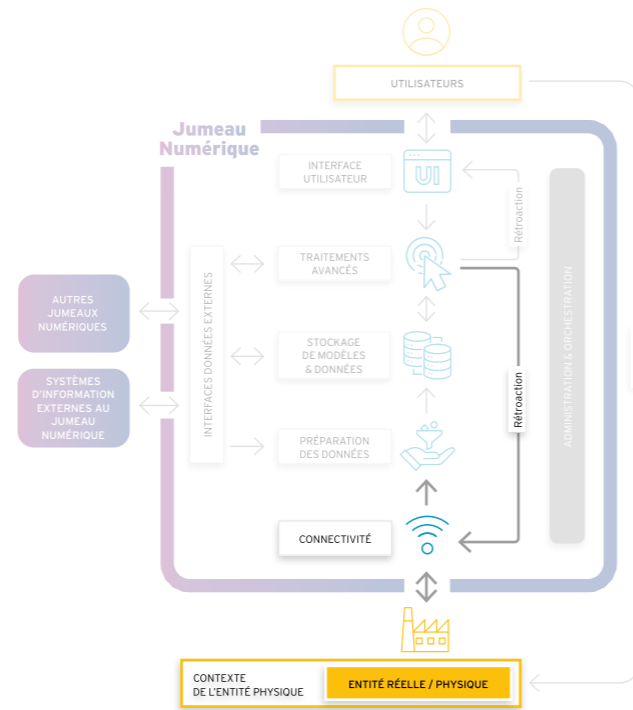 UTILISATEURS
Jumeau
Numérique
INTERFACE
UTILISATEUR
UI
Rétroaction
TRAITEMENTS
AVANCÉS
INTERFACES DONNÉES EXTERNES
ADMINISTRATION & ORCHESTRATION
AUTRES
JUMEAUX
NUMÉRIQUES
STOCKAGE
DE MODÈLES
& DONNÉES
SYSTÈMES
D'INFORMATION
EXTERNES AU
JUMEAU
NUMÉRIQUE
Rétroaction
PRÉPARATION
DES DONNÉES
CONNECTIVITÉ
CONTEXTE
DE L'ENTITÉ PHYSIQUE
ENTITÉ RÉELLE / PHYSIQUE